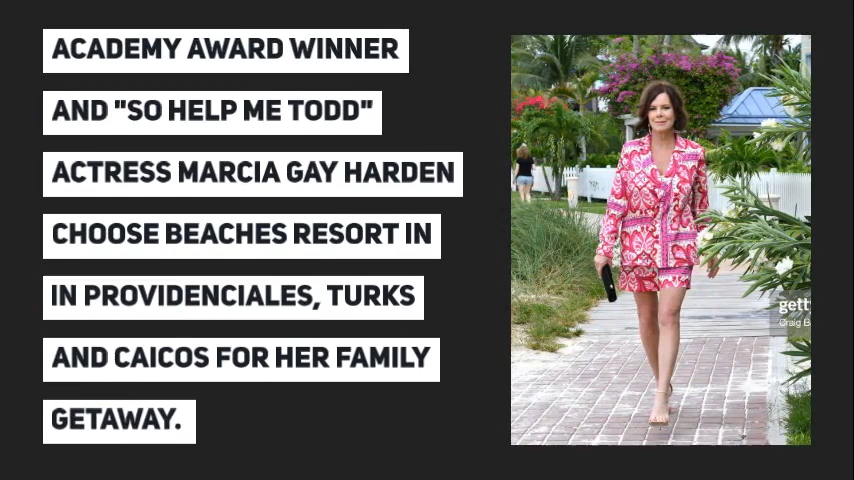 ACADEMY AWARD WINNER
AND "SO HELP ME TODD"
ACTRESS MARCIA GAY HARDEN
CHOOSE BEACHES RESORT IN
IN PROVIDENCIALES, TURKS
AND CAICOS FOR HER FAMILY
GETAWAY.
gett
Craig B